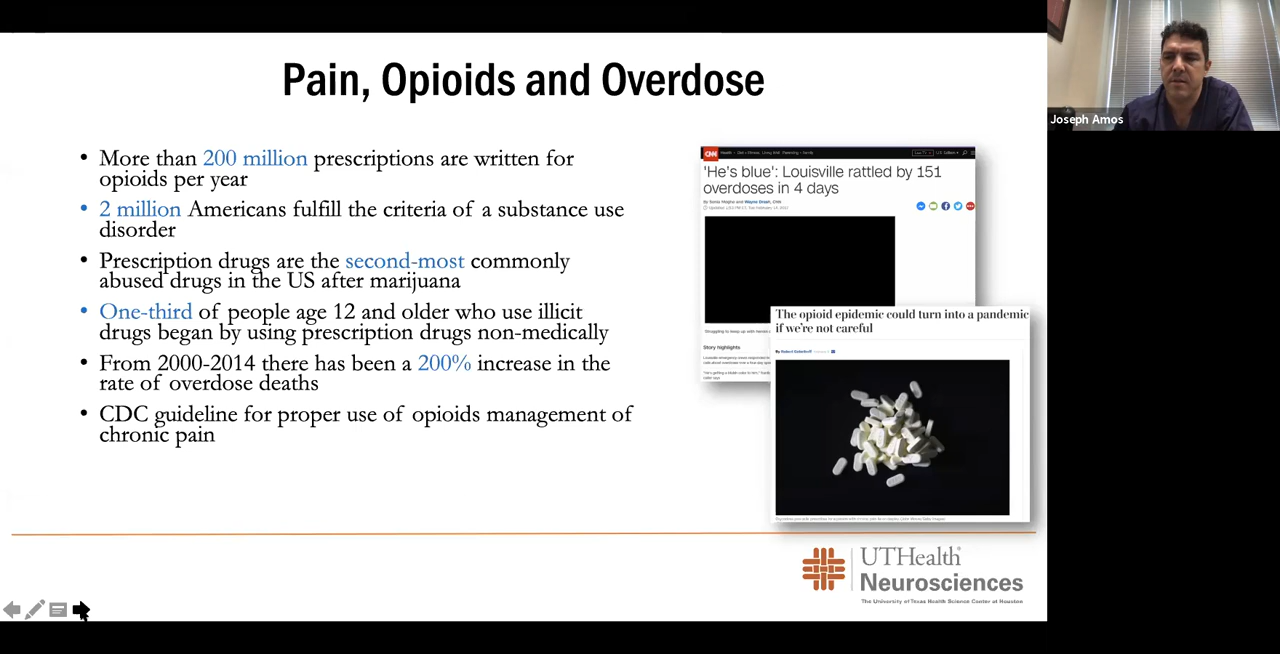 Pain, Opioids and Overdose
Joseph Amos
• More than 200 million prescriptions are written for
opioids per year
• 2 million Americans fulfill the criteria of a substance use
disorder
• Prescription drugs are the second-most commonly
abused drugs in the US after marijuana
• One-third of people age 12 and older who use illicit
drugs began by using prescription drugs non-medically
• From 2000-2014 there has been a 200% increase in the
rate of overdose deaths
• CDC guideline for proper use of opioids management of
chronic pain
CNN
'He's blue': Louisville rattled by 151
overdoses in 4 days
Story highlights
The opioid epidemic could turn into a pandemic
if we're not careful
UTHealth
Neurosciences
The University of Texas Health Science Center at Houston